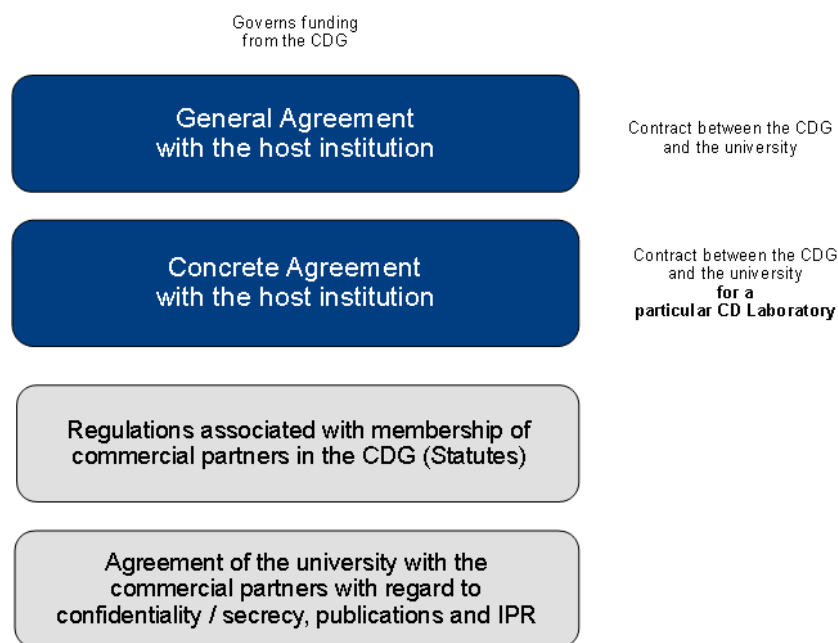 Governs funding
from the CDG
General Agreement
with the host institution
Contract between the CDG
and the university
Concrete Agreement
with the host institution
Contract between the CDG
and the university
for a
particular CD Laboratory
Regulations associated with membership of
commercial partners in the CDG (Statutes)
Agreement of the university with the
commercial partners with regard to
confidentiality / secrecy, publications and IPR